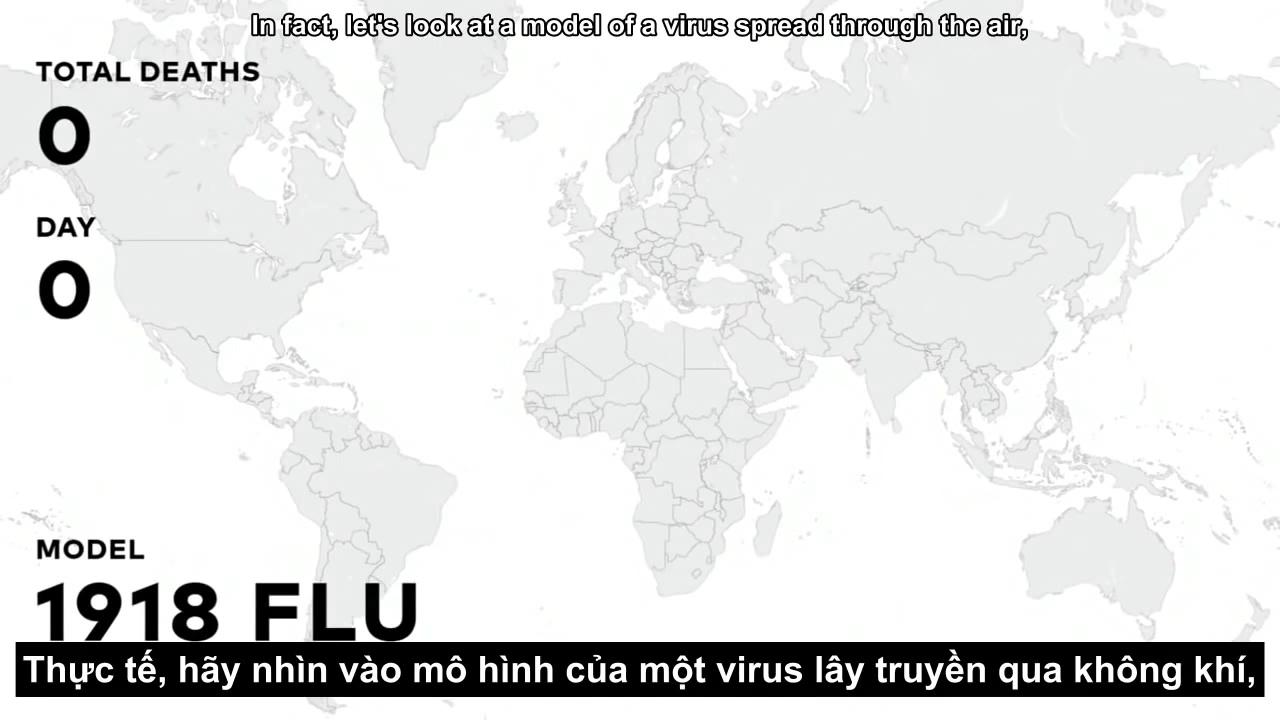 In fact, let's look at a model of a virus spread through the air,
TOTAL DEATHS
0
DAY
0
MODEL
1918 FLU
Thực tế, hãy nhìn vào mô hình của một virus lây truyền qua không khí,